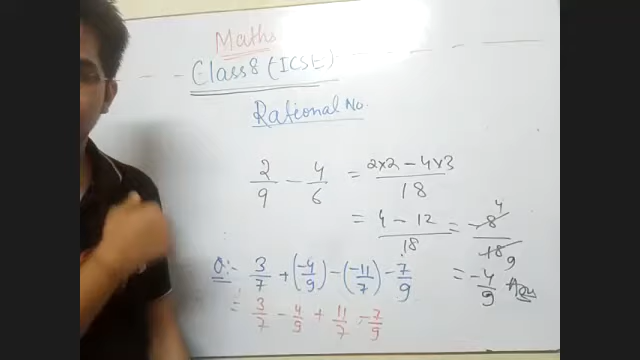 Maths
Class 8 (ICSE)
Rational No.
2/9 - 4/6 = (2×2 - 4×3)/18
= (4 - 12)/18 = -8/18 4 9
= -4/9 Ans
Q:- 3/7 + (-4/9) - (-11/7) - 7/9
= 3/7 - 4/9 + 11/7 - 7/9